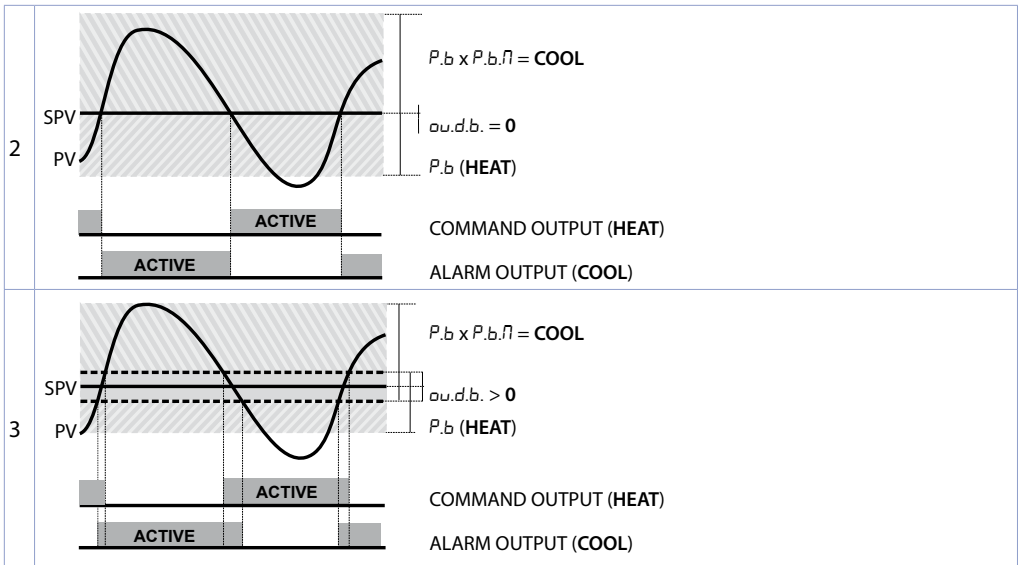 2
P.b x P.b.M = COOL
SPV
ou.d.b. = 0
PV
P.b (HEAT)
ACTIVE
COMMAND OUTPUT (HEAT)
ACTIVE
ALARM OUTPUT (COOL)
3
P.b x P.b.M = COOL
SPV
ou.d.b. > 0
PV
P.b (HEAT)
ACTIVE
COMMAND OUTPUT (HEAT)
ACTIVE
ALARM OUTPUT (COOL)